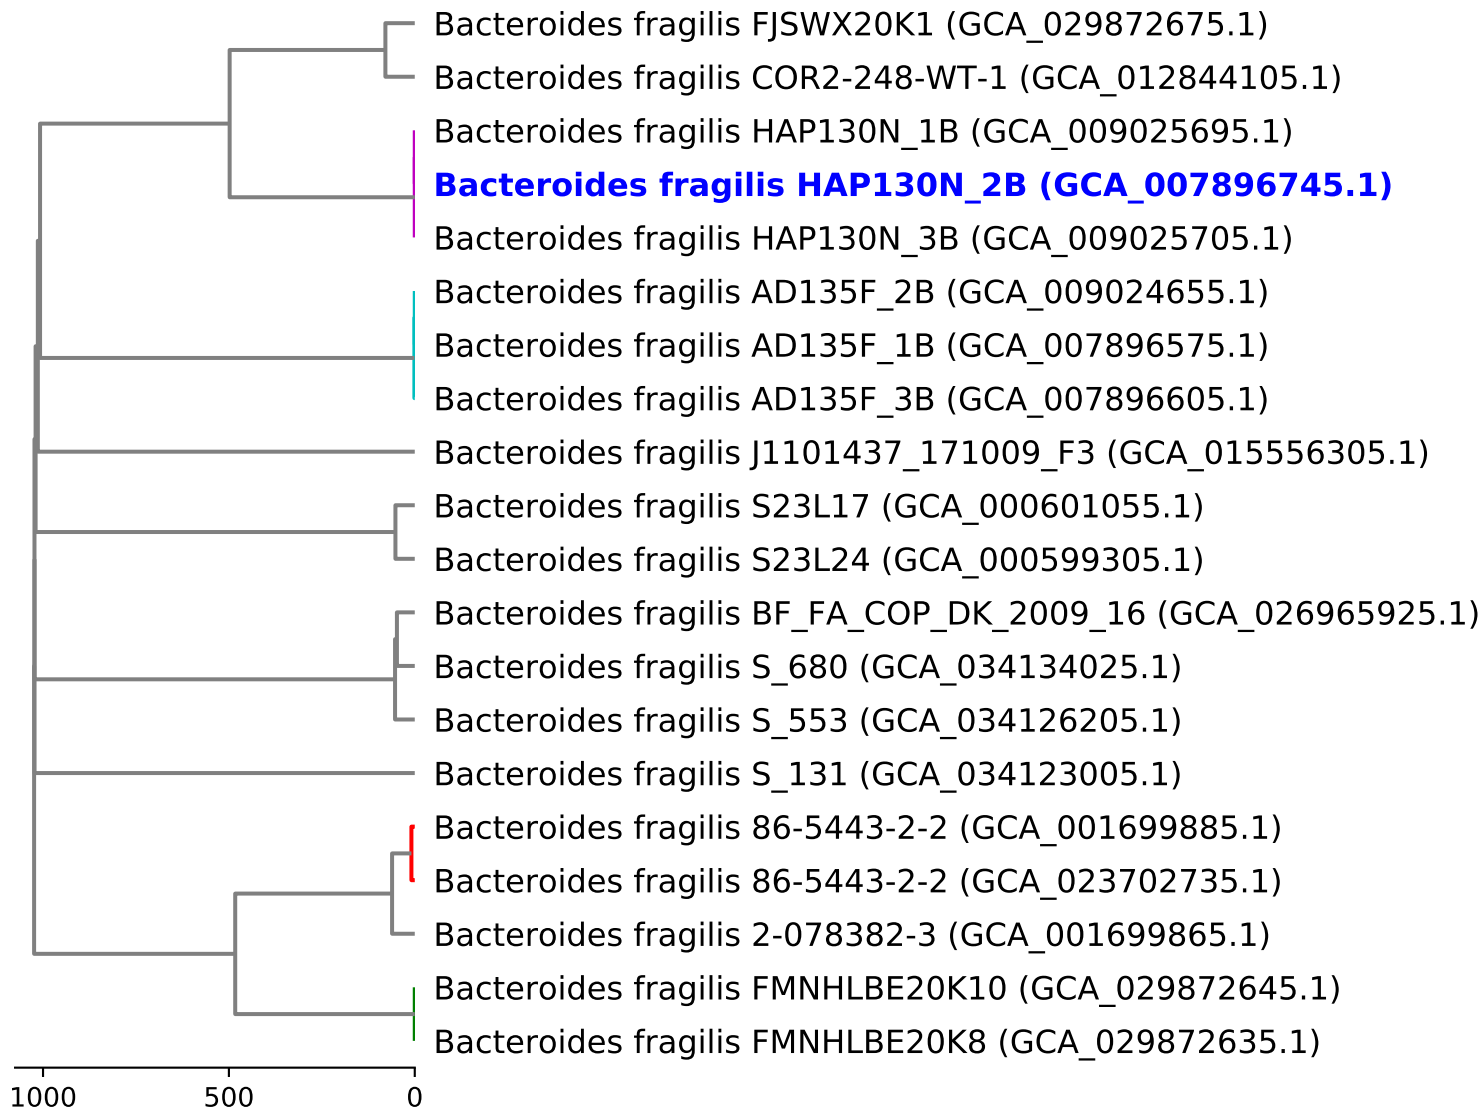 Bacteroides fragilis FJSWX20K1 (GCA_029872675.1)
Bacteroides fragilis COR2-248-WT-1 (GCA_012844105.1)
Bacteroides fragilis HAP130N_1B (GCA_009025695.1)
Bacteroides fragilis HAP130N_2B (GCA_007896745.1)
Bacteroides fragilis HAP130N_3B (GCA_009025705.1)
Bacteroides fragilis AD135F_2B (GCA_009024655.1)
Bacteroides fragilis AD135F_1B (GCA_007896575.1)
Bacteroides fragilis AD135F_3B (GCA_007896605.1)
Bacteroides fragilis J1101437_171009_F3 (GCA_015556305.1)
Bacteroides fragilis S23L17 (GCA_000601055.1)
Bacteroides fragilis S23L24 (GCA_000599305.1)
Bacteroides fragilis BF_FA_COP_DK_2009_16 (GCA_026965925.1)
Bacteroides fragilis S_680 (GCA_034134025.1)
Bacteroides fragilis S_553 (GCA_034126205.1)
Bacteroides fragilis S_131 (GCA_034123005.1)
Bacteroides fragilis 86-5443-2-2 (GCA_001699885.1)
Bacteroides fragilis 86-5443-2-2 (GCA_023702735.1)
Bacteroides fragilis 2-078382-3 (GCA_001699865.1)
Bacteroides fragilis FMNHLBE20K10 (GCA_029872645.1)
Bacteroides fragilis FMNHLBE20K8 (GCA_029872635.1)
1000 500 0